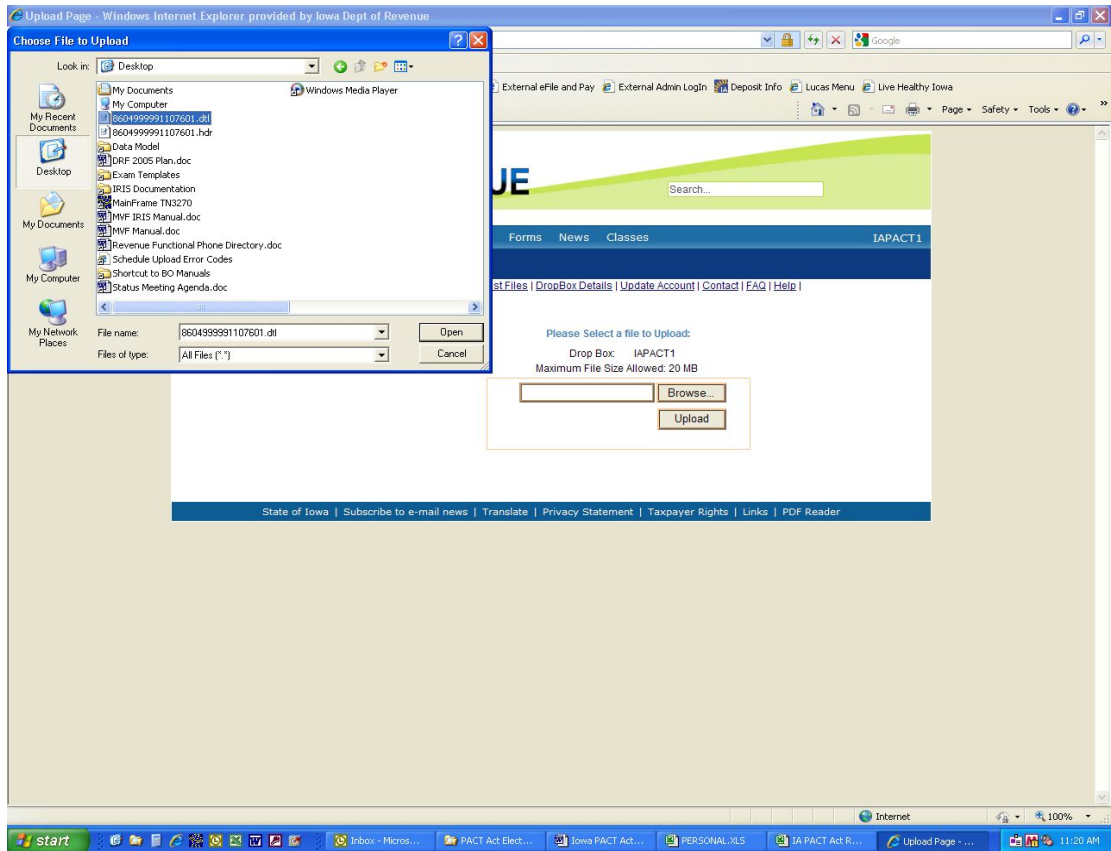 Upload Page - Windows Internet Explorer provided by Iowa Dept of Revenue
Choose File to Upload
Google
Look in: Desktop
My Recent Documents
Desktop
My Documents
My Computer
My Network Places
My Documents
My Computer
8604999991107601.dtl
8604999991107601.hdr
Data Model
DRF 2005 Plan.doc
Exam Templates
IRIS Documentation
MainFrame TN3270
MVF IRIS Manual.doc
MVF Manual.doc
Revenue Functional Phone Directory.doc
Schedule Upload Error Codes
Shortcut to BO Manuals
Status Meeting Agenda.doc
Windows Media Player
File name: 8604999991107601.dtl Open
Files of type: All Files (*.*) Cancel
External eFile and Pay External Admin LogIn Deposit Info Lucas Menu Live Healthy Iowa
Page Safety Tools
UE
Search...
Forms News Classes IAPACT1
st Files | DropBox Details | Update Account | Contact | FAQ | Help |
Please Select a file to Upload:
Drop Box: IAPACT1
Maximum File Size Allowed: 20 MB
Browse...
Upload
State of Iowa | Subscribe to e-mail news | Translate | Privacy Statement | Taxpayer Rights | Links | PDF Reader
Internet 100%
start Inbox - Micros... PACT Act Elect... Iowa PACT Act... PERSONAL.XLS IA PACT Act R... Upload Page - ... 11:20 AM